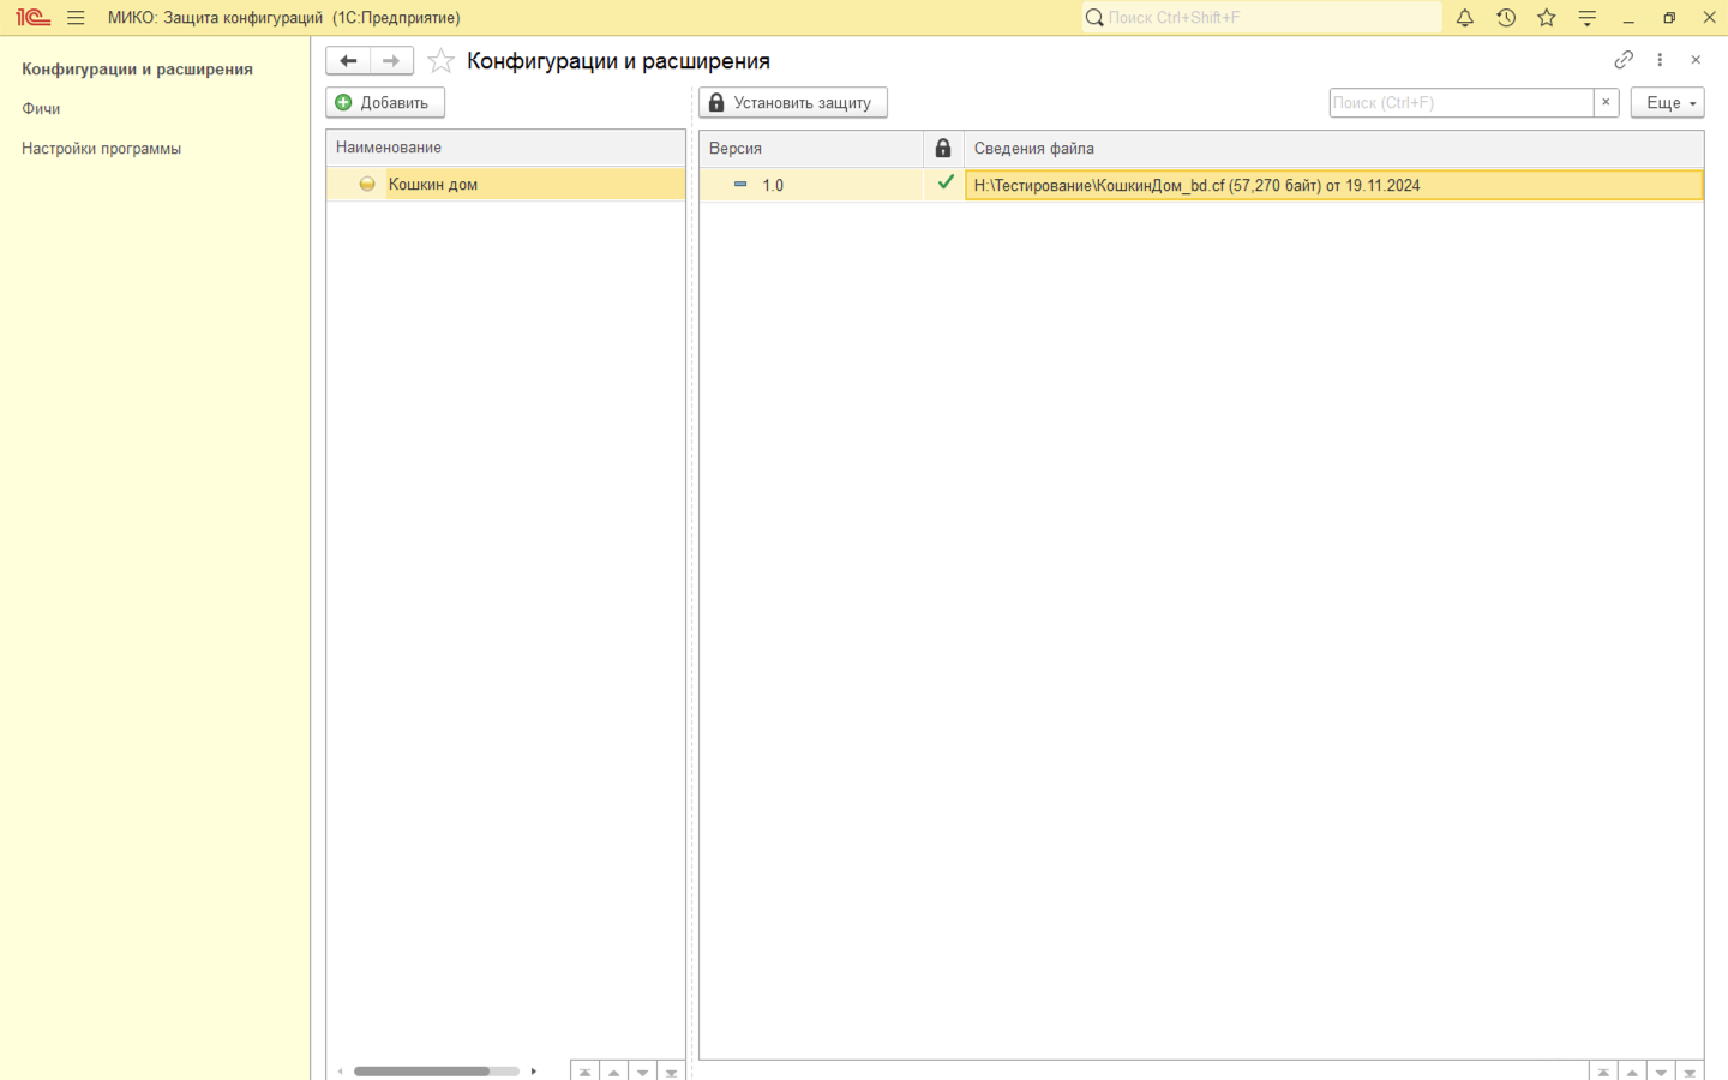 1С МИКО: Защита конфигураций (1С:Предприятие) Поиск Ctrl+Shift+F
Конфигурации и расширения
Фичи
Настройки программы
Конфигурации и расширения
Добавить
Установить защиту
Поиск (Ctrl+F) × Еще
Наименование
Кошкин дом
Версия Сведения файла
1.0 H:\Тестирование\КошкинДом_bd.cf (57,270 байт) от 19.11.2024